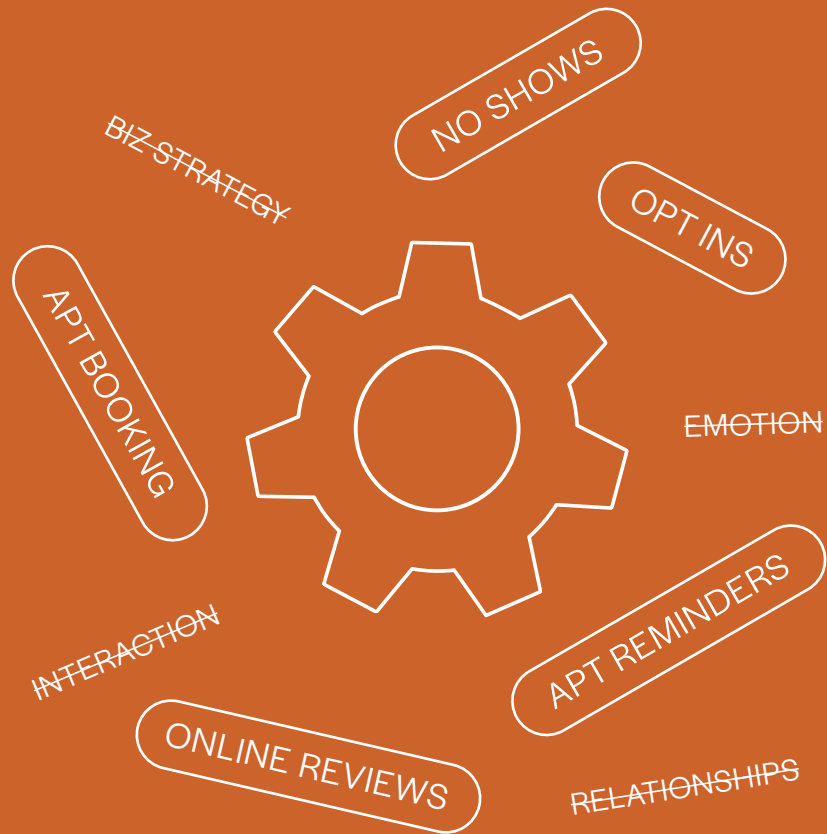 NO SHOWS
BIZ STRATEGY
OPT INS
APT BOOKING
EMOTION
APT REMINDERS
INTERACTION
ONLINE REVIEWS
RELATIONSHIPS